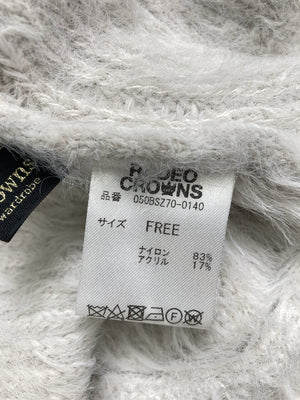 RODEO
CROWNS
品番 050BSZ70-0140
サイズ FREE
ナイロン 83%
アクリル 17%
wardrobe